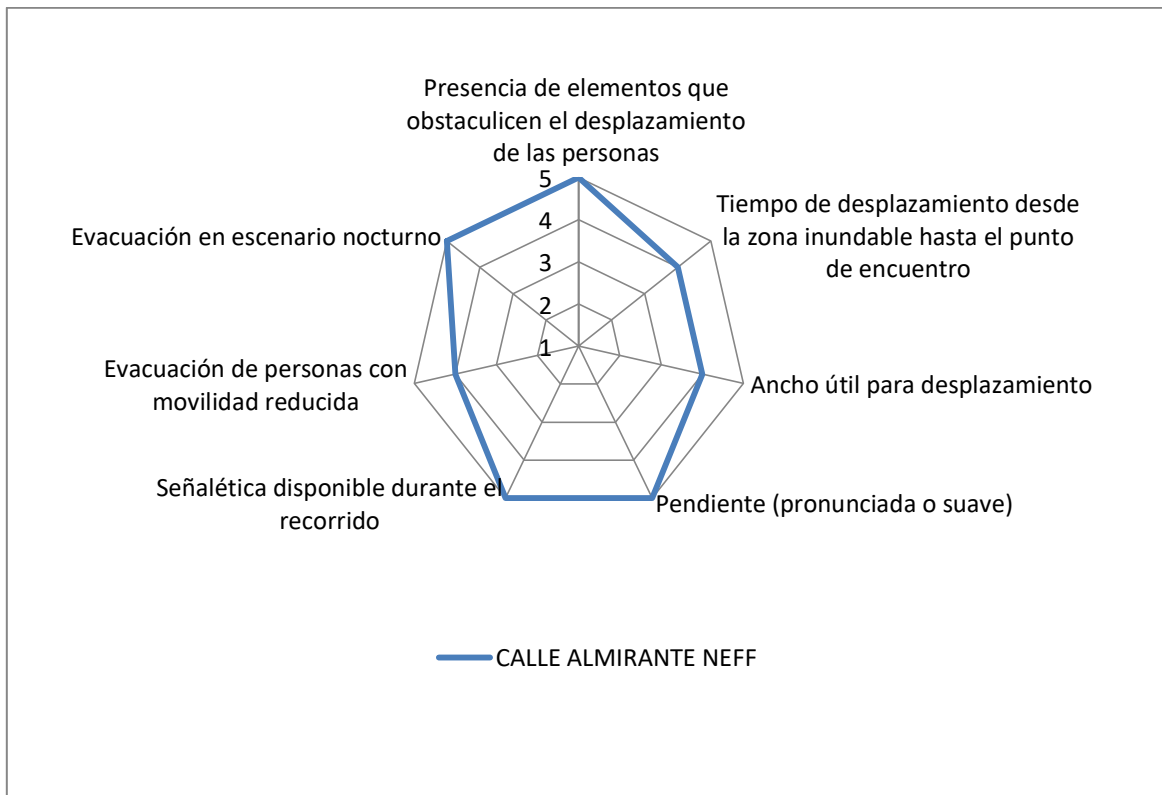 Presencia de elementos que
obstaculicen el desplazamiento
de las personas
5
4
3
2
1
Tiempo de desplazamiento desde
la zona inundable hasta el punto
de encuentro
Ancho útil para desplazamiento
Pendiente (pronunciada o suave)
Señalética disponible durante el
recorrido
Evacuación de personas con
movilidad reducida
Evacuación en escenario nocturno
CALLE ALMIRANTE NEFF